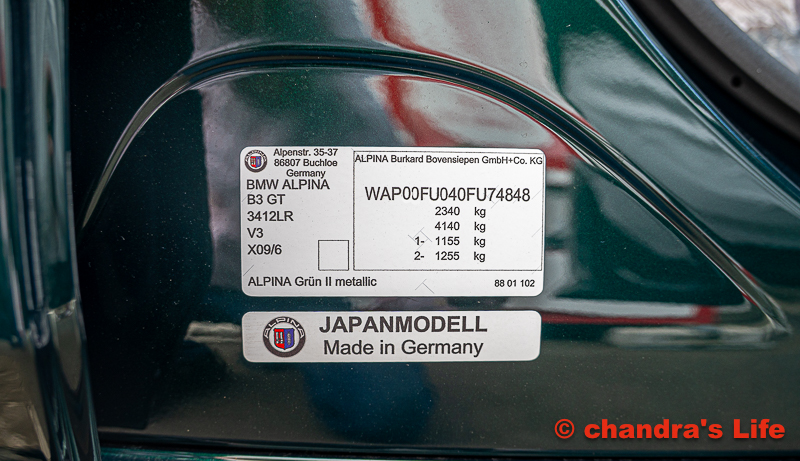 Alpenstr. 35-37
86807 Buchloe
Germany
BMW ALPINA
B3 GT
3412LR
V3
X09/6
ALPINA Burkard Bovensiepen GmbH+Co. KG
WAP00FU040FU74848
2340 kg
4140 kg
1- 1155 kg
2- 1255 kg
ALPINA Grün II metallic
88 01 102
ALPINA
JAPANMODELL
Made in Germany
© chandra's Life